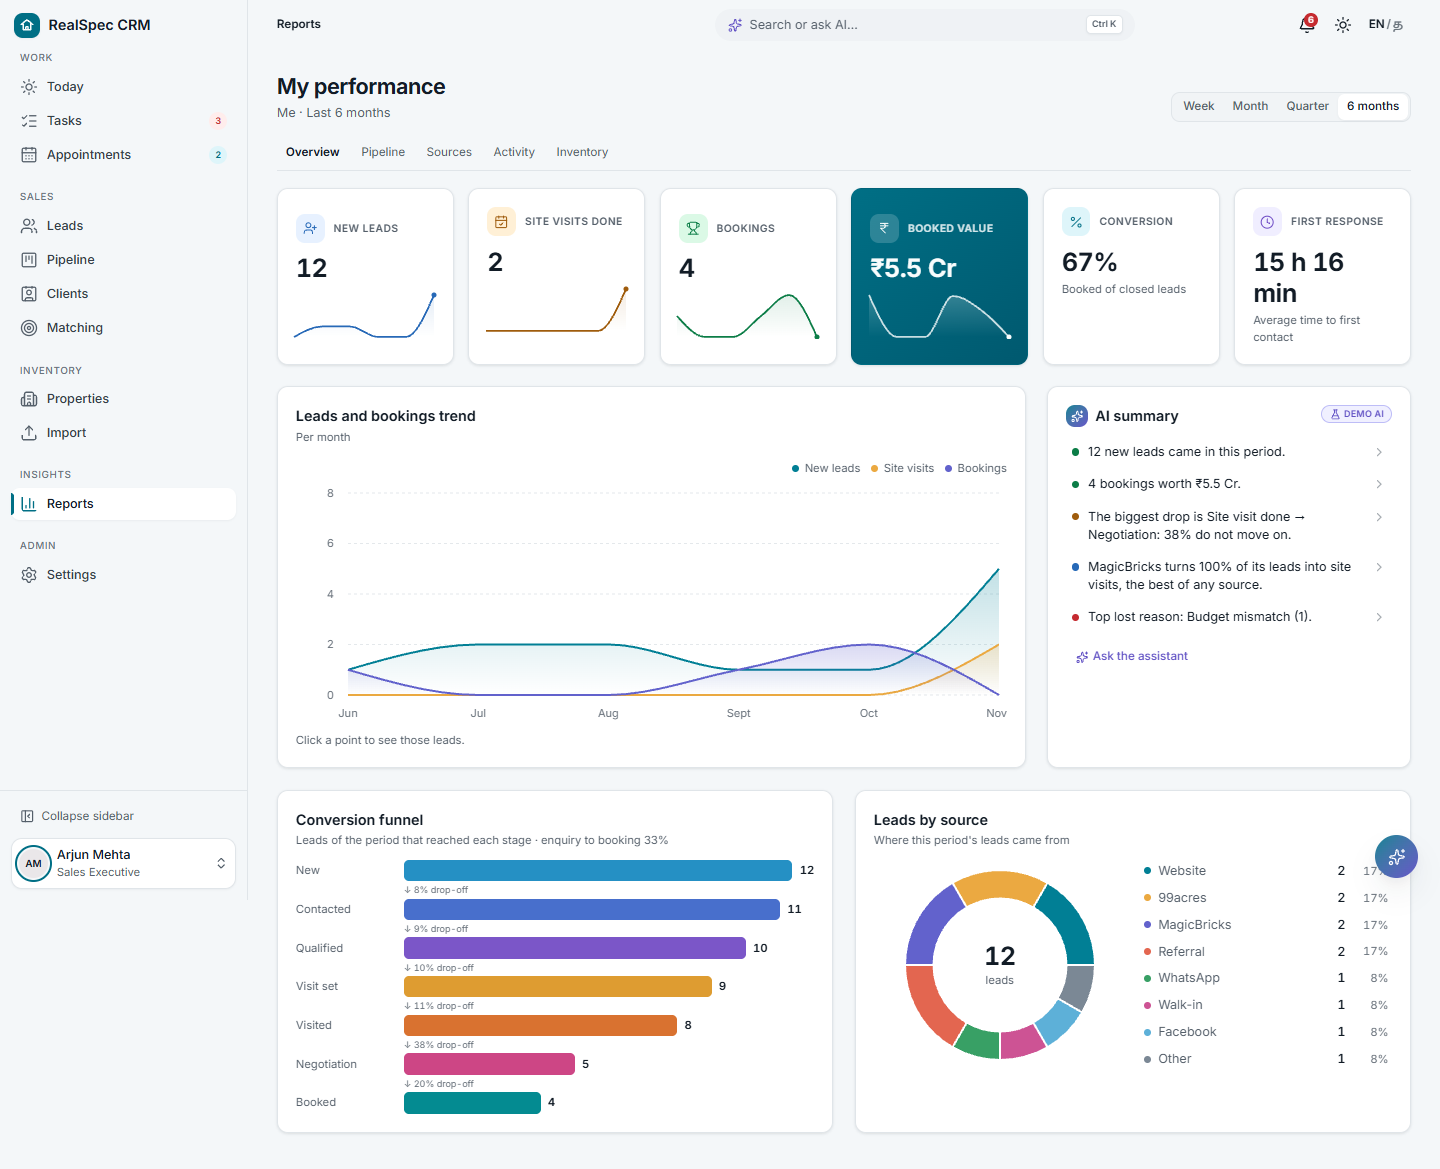 RealSpec CRM
WORK
Today
Tasks
3
Appointments
2
SALES
Leads
Pipeline
Clients
Matching
INVENTORY
Properties
Import
INSIGHTS
Reports
ADMIN
Settings
Collapse sidebar
AM
Arjun Mehta
Sales Executive
Reports
Search or ask AI...
Ctrl K
6
EN / த
My performance
Me · Last 6 months
Week
Month
Quarter
6 months
Overview
Pipeline
Sources
Activity
Inventory
NEW LEADS
12
SITE VISITS DONE
2
BOOKINGS
4
BOOKED VALUE
₹5.5 Cr
CONVERSION
67%
Booked of closed leads
FIRST RESPONSE
15 h 16
min
Average time to first
contact
Leads and bookings trend
Per month
New leads
Site visits
Bookings
8
6
4
2
0
Jun
Jul
Aug
Sept
Oct
Nov
Click a point to see those leads.
AI summary
DEMO AI
12 new leads came in this period.
4 bookings worth ₹5.5 Cr.
The biggest drop is Site visit done →
Negotiation: 38% do not move on.
MagicBricks turns 100% of its leads into site
visits, the best of any source.
Top lost reason: Budget mismatch (1).
Ask the assistant
Conversion funnel
Leads of the period that reached each stage · enquiry to booking 33%
New
12
↓ 8% drop-off
Contacted
11
↓ 9% drop-off
Qualified
10
↓ 10% drop-off
Visit set
9
↓ 11% drop-off
Visited
8
↓ 38% drop-off
Negotiation
5
↓ 20% drop-off
Booked
4
Leads by source
Where this period's leads came from
12
leads
Website 2 17
99acres 2 17%
MagicBricks 2 17%
Referral 2 17%
WhatsApp 1 8%
Walk-in 1 8%
Facebook 1 8%
Other 1 8%